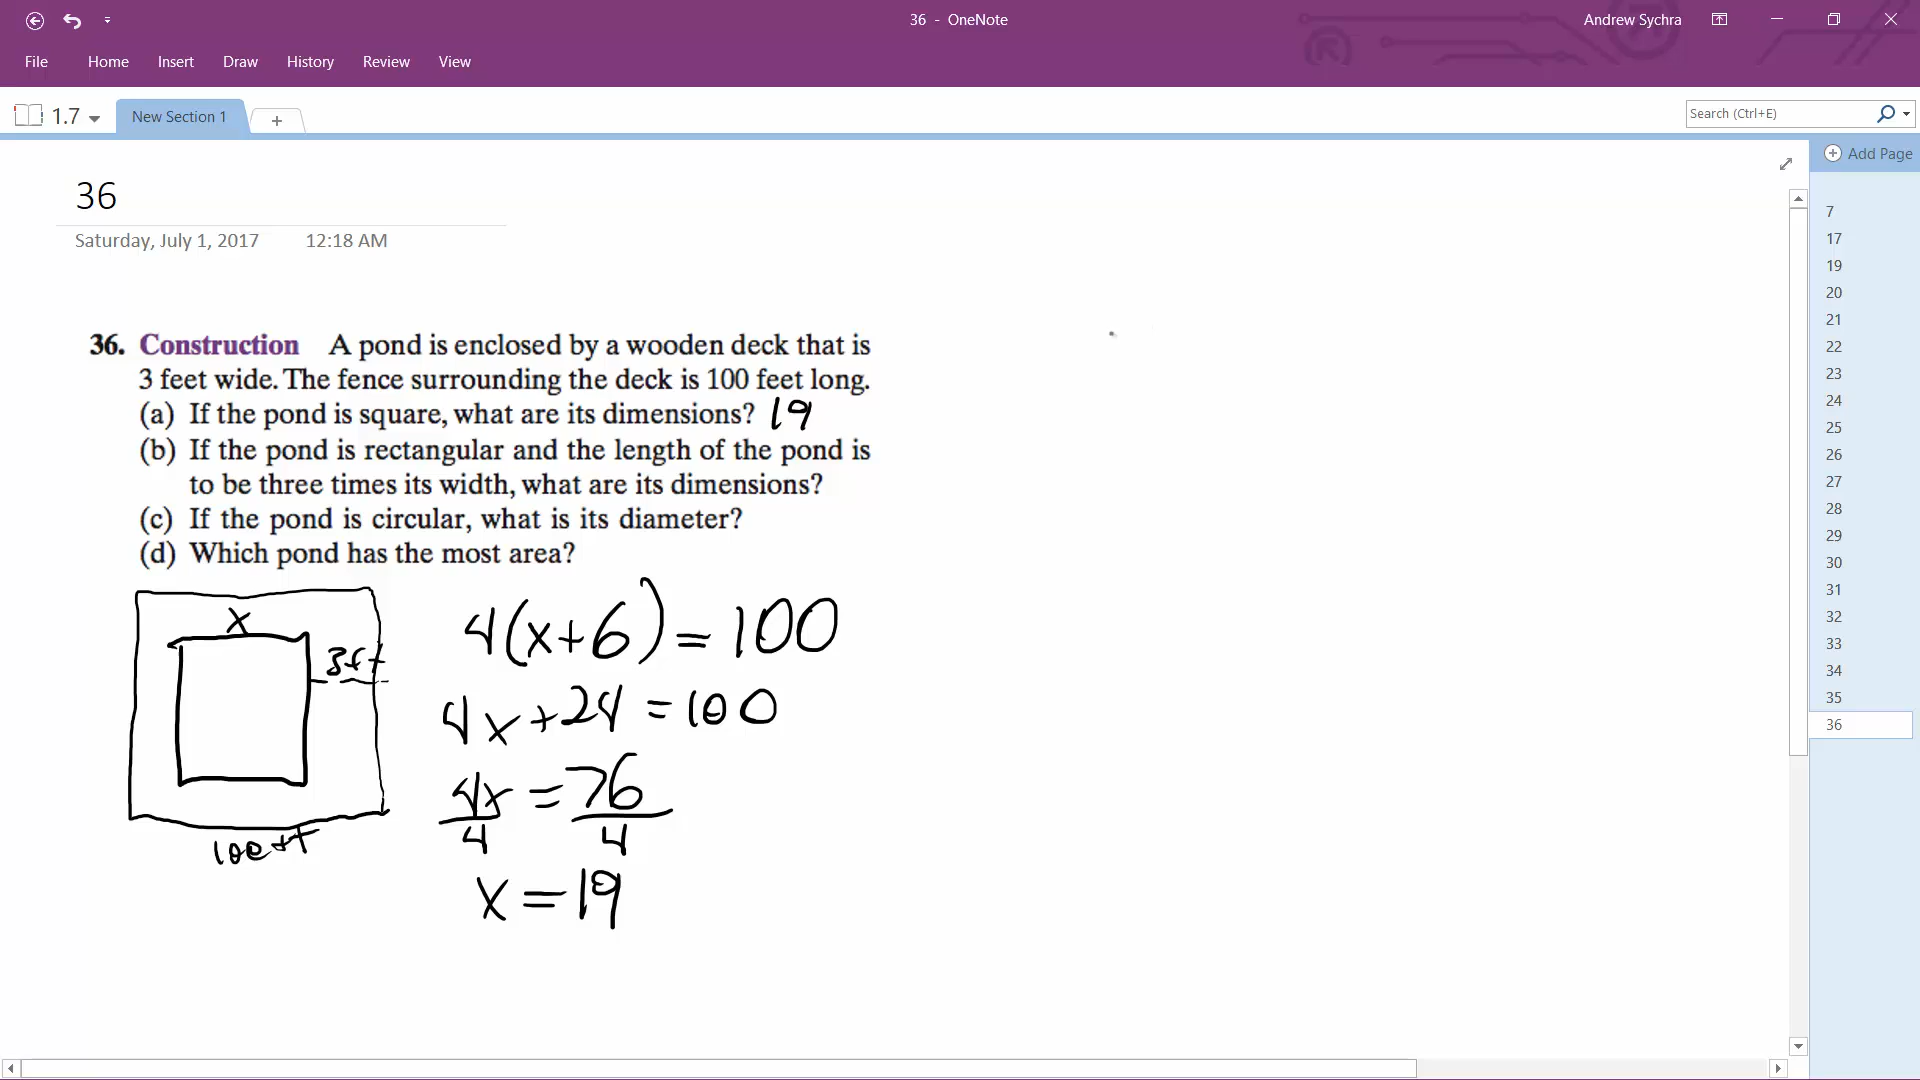 36 - OneNote
Andrew Sychra
File Home Insert Draw History Review View
1.7
New Section 1
+
Search (Ctrl+E)
Add Page
36
Saturday, July 1, 2017 12:18 AM
36. Construction A pond is enclosed by a wooden deck that is
3 feet wide. The fence surrounding the deck is 100 feet long.
(a) If the pond is square, what are its dimensions? 19
(b) If the pond is rectangular and the length of the pond is
to be three times its width, what are its dimensions?
(c) If the pond is circular, what is its diameter?
(d) Which pond has the most area?
x
3ft
100 ft
4(x+6)=100
4x+24=100
4x=76
4 4
x=19
7
17
19
20
21
22
23
24
25
26
27
28
29
30
31
32
33
34
35
36